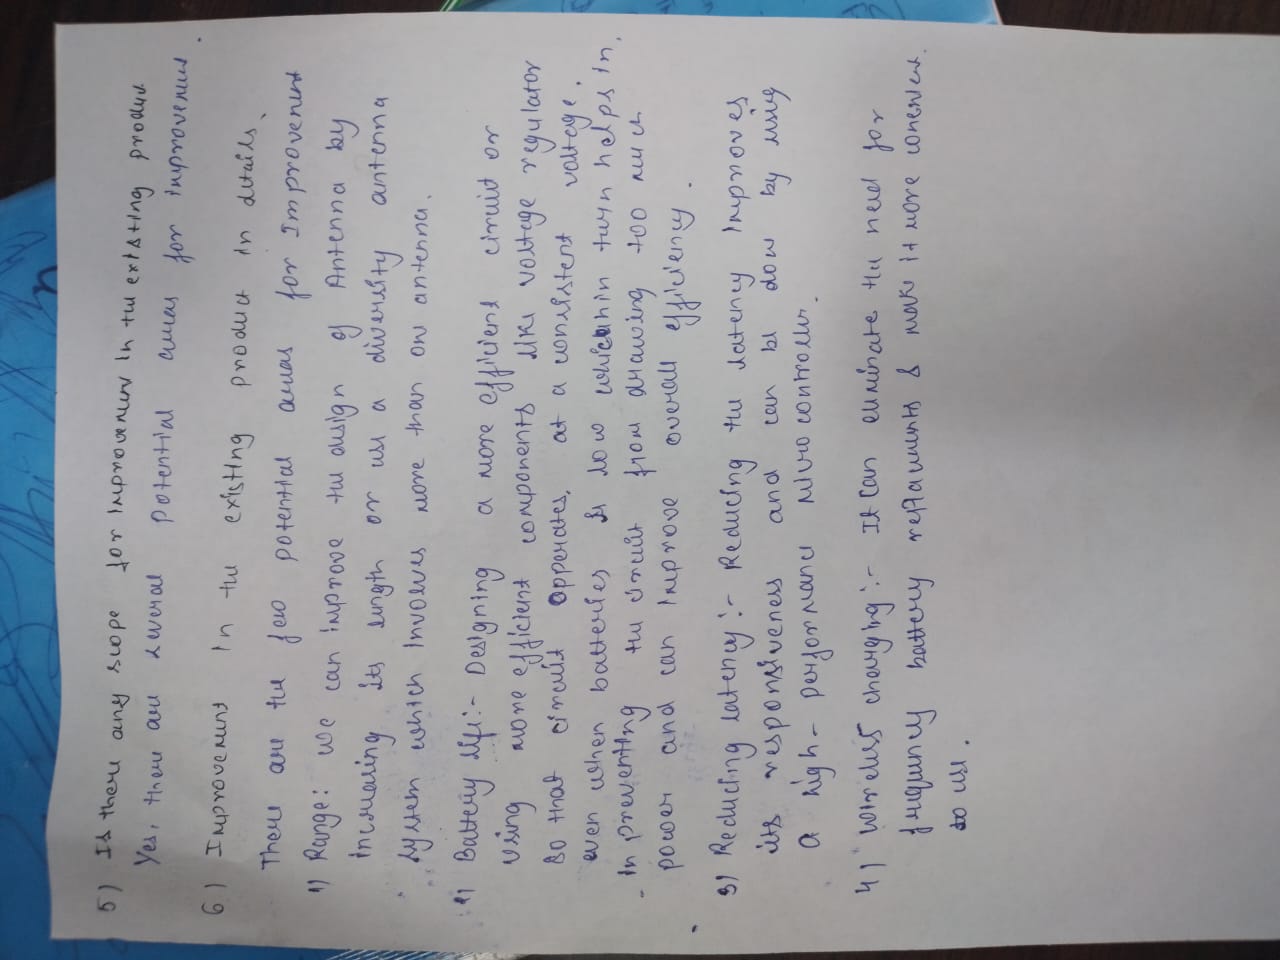 5) Is there any scope for improvement in the existing product.
Yes, there are several potential areas for improvement.
6) Improvement in the existing product in details.
There are the few potential areas for Improvement
1) Range: We can improve the design of Antenna by
increasing its length or use a diversity antenna
system which involves more than one antenna.
2) Battery life:- Designing a more efficient circuit or
using more efficient components like voltage regulator
so that circuit opperates, at a consistent voltage.
even when batteries is low which in turn helps in
in preventing the circuit from drawing too much
power and can improve overall efficiency.
3) Reducing latency:- Reducing the latency improves
its responsiveness and can be done by using
a high-performance microcontroller.
4) Wireless charging:- It can eliminate the need for
frequency battery replacements & make it more convenient.
to use.